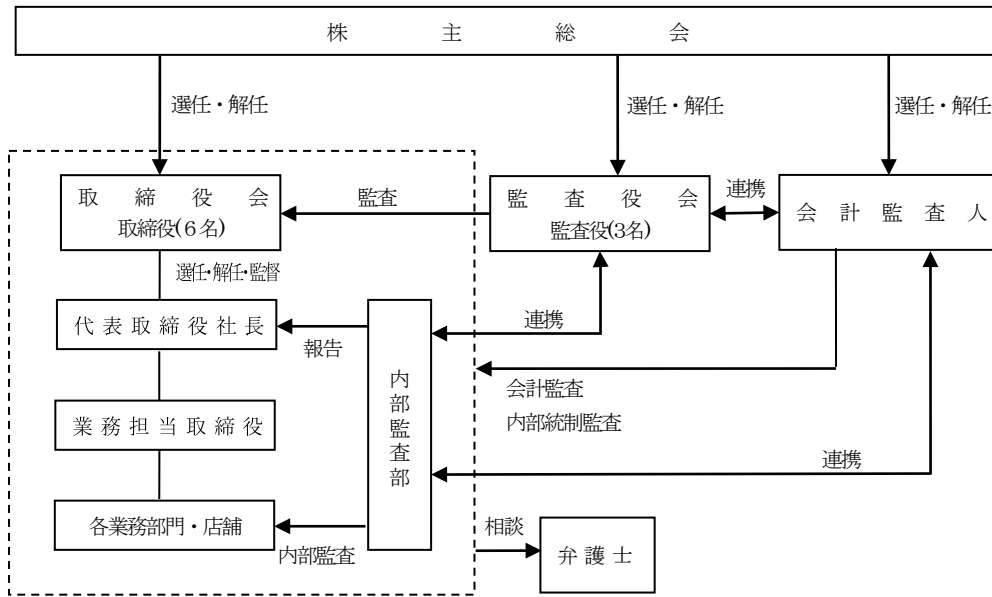 株主総会
選任・解任
選任・解任
選任・解任
取締役会
取締役(6名)
監査
監査役会
監査役(3名)
連携
会計監査人
選任・解任・監督
代表取締役社長
報告
内部監査部
連携
会計監査
内部統制監査
業務担当取締役
連携
各業務部門・店舗
内部監査
相談
弁護士